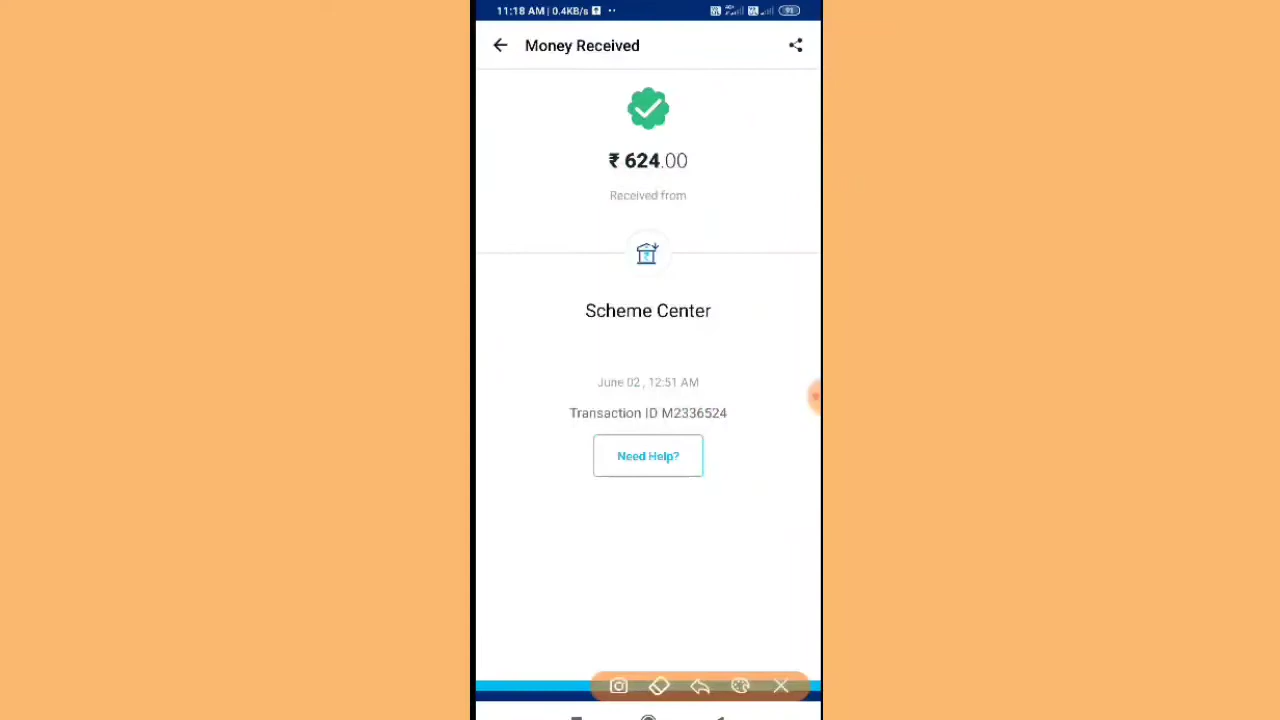 11:18 AM | 0.4KB/s
91
Money Received
₹ 624.00
Received from
Scheme Center
June 02 , 12:51 AM
Transaction ID M2336524
Need Help?